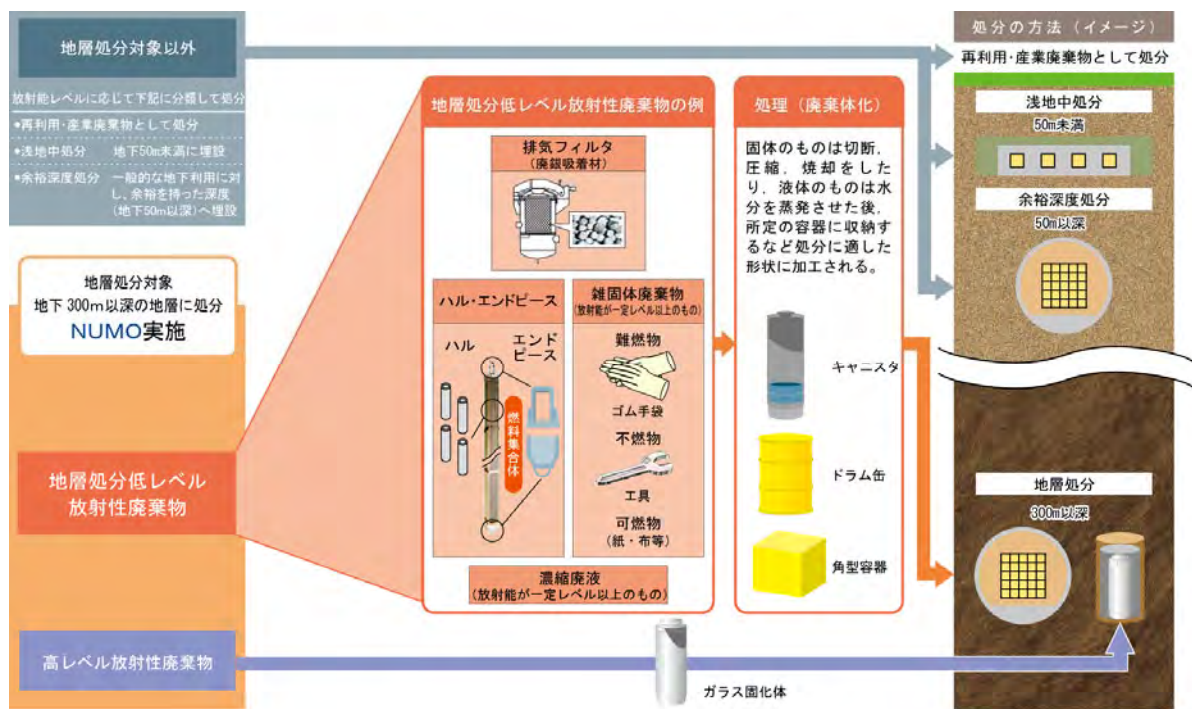 地層処分対象以外
放射能レベルに応じて下記に分類して処分
•再利用・産業廃棄物として処分
•浅地中処分 地下50m未満に埋設
•余裕深度処分 一般的な地下利用に対
し、余裕を持った深度
(地下50m以深)へ埋設
地層処分対象
地下300m以深の地層に処分
NUMO実施
地層処分低レベル
放射性廃棄物
高レベル放射性廃棄物
地層処分低レベル放射性廃棄物の例
排気フィルタ
(廃銀吸着材)
ハル・エンドピース
ハル
エンド
ピース
燃料集合体
雑固体廃棄物
(放射能が一定レベル以上のもの)
難燃物
ゴム手袋
不燃物
工具
可燃物
(紙・布等)
濃縮廃液
(放射能が一定レベル以上のもの)
処理(廃棄体化)
固体のものは切断,
圧縮,焼却をした
り,液体のものは水
分を蒸発させた後,
所定の容器に収納す
るなど処分に適した
形状に加工される。
キャニスタ
ドラム缶
角型容器
ガラス固化体
処分の方法(イメージ)
再利用・産業廃棄物として処分
浅地中処分
50m未満
余裕深度処分
50m以深
地層処分
300m以深